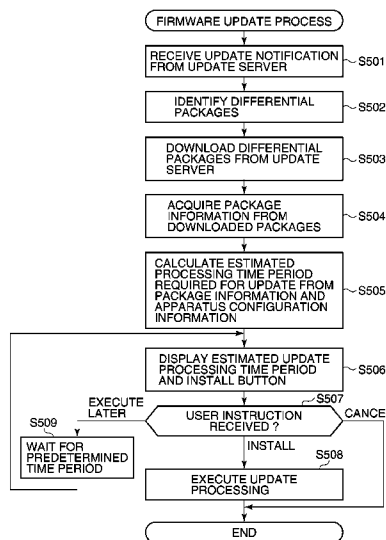 FIRMWARE UPDATE PROCESS
RECEIVE UPDATE NOTIFICATION
FROM UPDATE SERVER
S501
IDENTIFY DIFFERENTIAL
PACKAGES
S502
DOWNLOAD DIFFERENTIAL
PACKAGES FROM UPDATE
SERVER
S503
ACQUIRE PACKAGE
INFORMATION FROM
DOWNLOADED PACKAGES
S504
CALCULATE ESTIMATED
PROCESSING TIME PERIOD
REQUIRED FOR UPDATE FROM
PACKAGE INFORMATION AND
APPARATUS CONFIGURATION
INFORMATION
S505
DISPLAY ESTIMATED UPDATE
PROCESSING TIME PERIOD
AND INSTALL BUTTON
S506
S507
EXECUTE
LATER
USER INSTRUCTION
RECEIVED ?
CANCE
S509
WAIT FOR
PREDETERMINED
TIME PERIOD
INSTALL
S508
EXECUTE UPDATE
PROCESSING
END